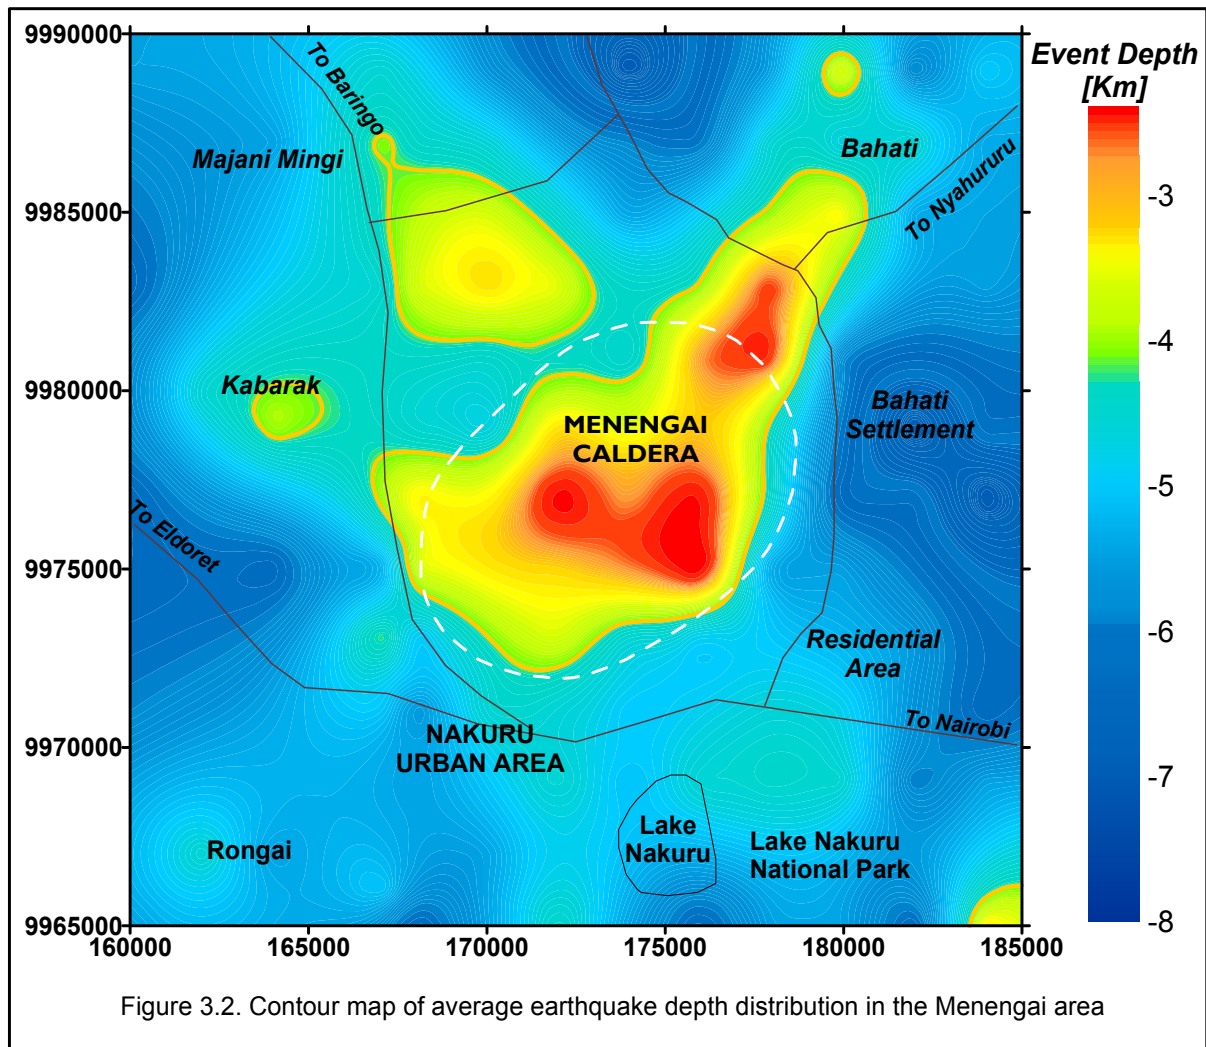 9990000
9985000
9980000
9975000
9970000
9965000
160000
165000
170000
175000
180000
185000
To Baringo
Majani Mingi
Bahati
To Nyahururu
Kabarak
MENENGAI
CALDERA
Bahati
Settlement
To Eldoret
Residential
Area
To Nairobi
NAKURU
URBAN AREA
Rongai
Lake
Nakuru
Lake Nakuru
National Park
Event Depth
[Km]
-3
-4
-5
-6
-7
-8
Figure 3.2. Contour map of average earthquake depth distribution in the Menengai area